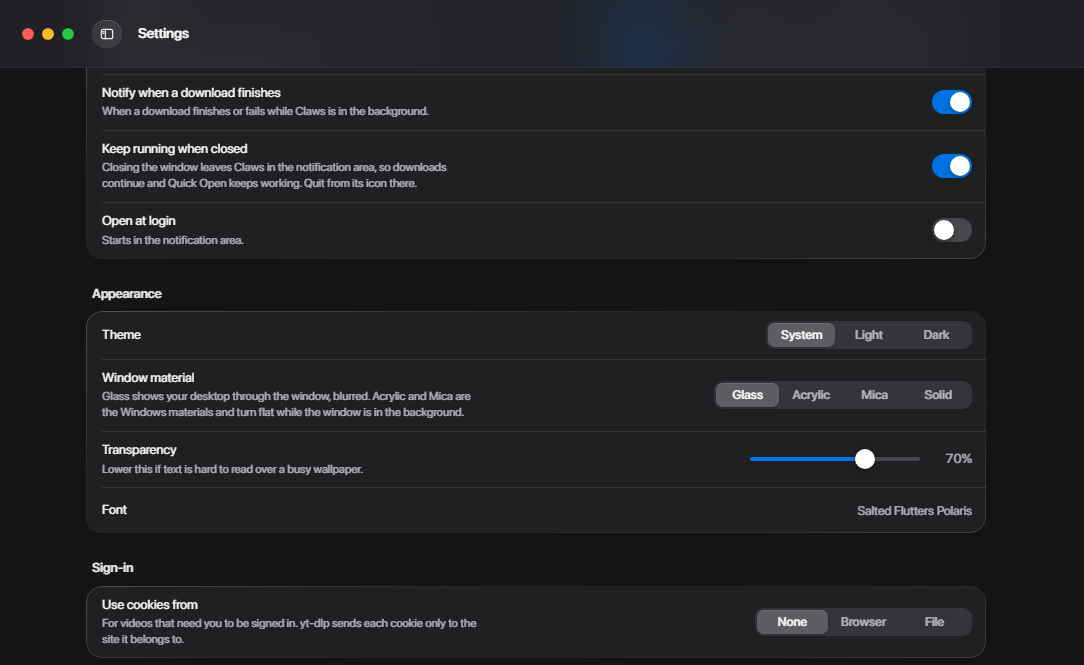 Settings
Notify when a download finishes
When a download finishes or fails while Claws is in the background.
Keep running when closed
Closing the window leaves Claws in the notification area, so downloads
continue and Quick Open keeps working. Quit from its icon there.
Open at login
Starts in the notification area.
Appearance
Theme
System Light Dark
Window material
Glass shows your desktop through the window, blurred. Acrylic and Mica are
the Windows materials and turn flat while the window is in the background.
Glass Acrylic Mica Solid
Transparency
Lower this if text is hard to read over a busy wallpaper.
70%
Font
Salted Flutters Polaris
Sign-in
Use cookies from
For videos that need you to be signed in. yt-dlp sends each cookie only to the
site it belongs to.
None Browser File